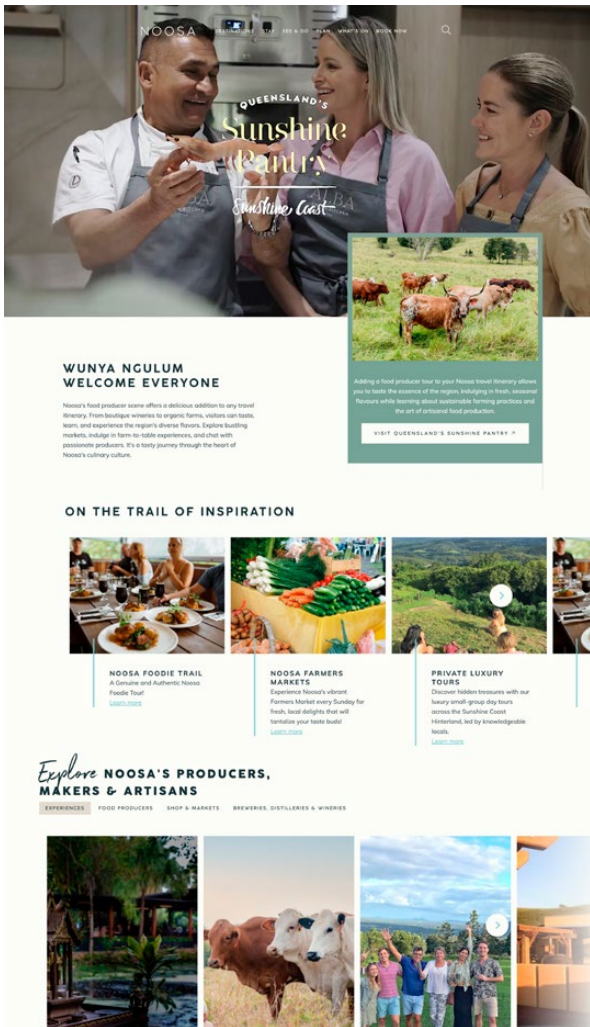 NOOSA
DESTINATIONS STAY SEE & DO PLAN WHAT'S ON BOOK NOW
QUEENSLAND'S
Sunshine
Pantry
Sunshine Coast
ALBA
ALBA
Adding a food producer tour to your Noosa travel itinerary allows
you to taste the essence of the region, indulging in fresh, seasonal
flavours while learning about sustainable farming practices and
the art of artisanal food production.
VISIT QUEENSLAND'S SUNSHINE PANTRY ↗
WUNYA NGULUM
WELCOME EVERYONE
Noosa's food producer scene offers a delicious addition to any travel
itinerary. From boutique wineries to organic farms, visitors can taste,
learn, and experience the region's diverse flavors. Explore bustling
markets, indulge in farm-to-table experiences, and chat with
passionate producers. It's a tasty journey through the heart of
Noosa's culinary culture.
ON THE TRAIL OF INSPIRATION
NOOSA FOODIE TRAIL
A Genuine and Authentic Noosa
Foodie Tour!
Learn more
NOOSA FARMERS
MARKETS
Experience Noosa's vibrant
Farmers Market every Sunday for
fresh, local delights that will
tantalize your taste buds!
Learn more
PRIVATE LUXURY
TOURS
Discover hidden treasures with our
luxury small-group day tours
across the Sunshine Coast
Hinterland, led by knowledgeable
locals.
Learn more
Explore NOOSA'S PRODUCERS,
MAKERS & ARTISANS
EXPERIENCES FOOD PRODUCERS SHOP & MARKETS BREWERIES, DISTILLERIES & WINERIES